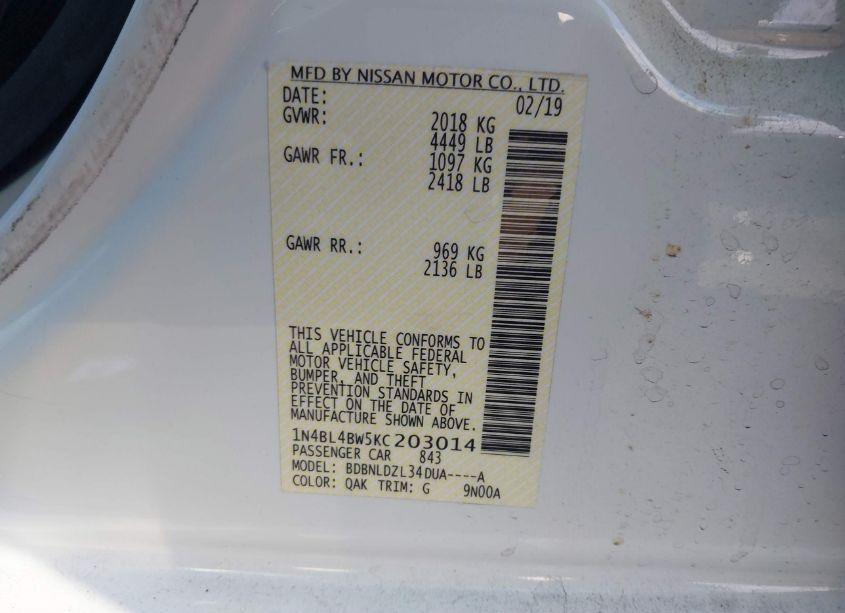 MFD BY NISSAN MOTOR CO., LTD.
DATE: 02/19
GVWR: 2018 KG
4449 LB
GAWR FR.: 1097 KG
2418 LB
GAWR RR.: 969 KG
2136 LB
THIS VEHICLE CONFORMS TO
ALL APPLICABLE FEDERAL
MOTOR VEHICLE SAFETY,
BUMPER, AND THEFT
PREVENTION STANDARDS IN
EFFECT ON THE DATE OF
MANUFACTURE SHOWN ABOVE.
1N4BL4BW5KC203014
PASSENGER CAR 843
MODEL: BDBNLDZL34DUA----A
COLOR: QAK TRIM: G 9N00A